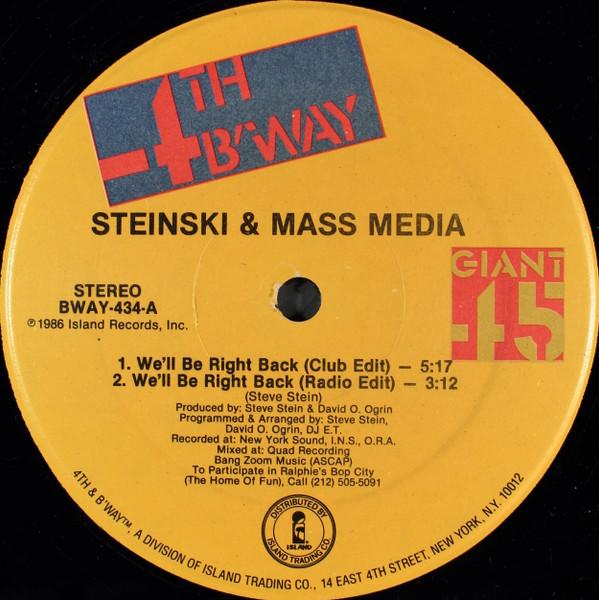 4TH
B'WAY
STEINSKI & MASS MEDIA
GIANT
45
STEREO
BWAY-434-A
℗1986 Island Records, Inc.
1. We'll Be Right Back (Club Edit) — 5:17
2. We'll Be Right Back (Radio Edit) — 3:12
(Steve Stein)
Produced by: Steve Stein & David O. Ogrin
Programmed & Arranged by: Steve Stein,
David O. Ogrin, DJ E.T.
Recorded at: New York Sound, I.N.S., O.R.A.
Mixed at: Quad Recording
Bang Zoom Music (ASCAP)
To Participate in Ralphie's Bop City
(The Home Of Fun), Call (212) 505-5091
DISTRIBUTED BY
ISLAND
ISLAND TRADING CO.
4TH & B'WAY™, A DIVISION OF ISLAND TRADING CO., 14 EAST 4TH STREET, NEW YORK, N.Y. 10012